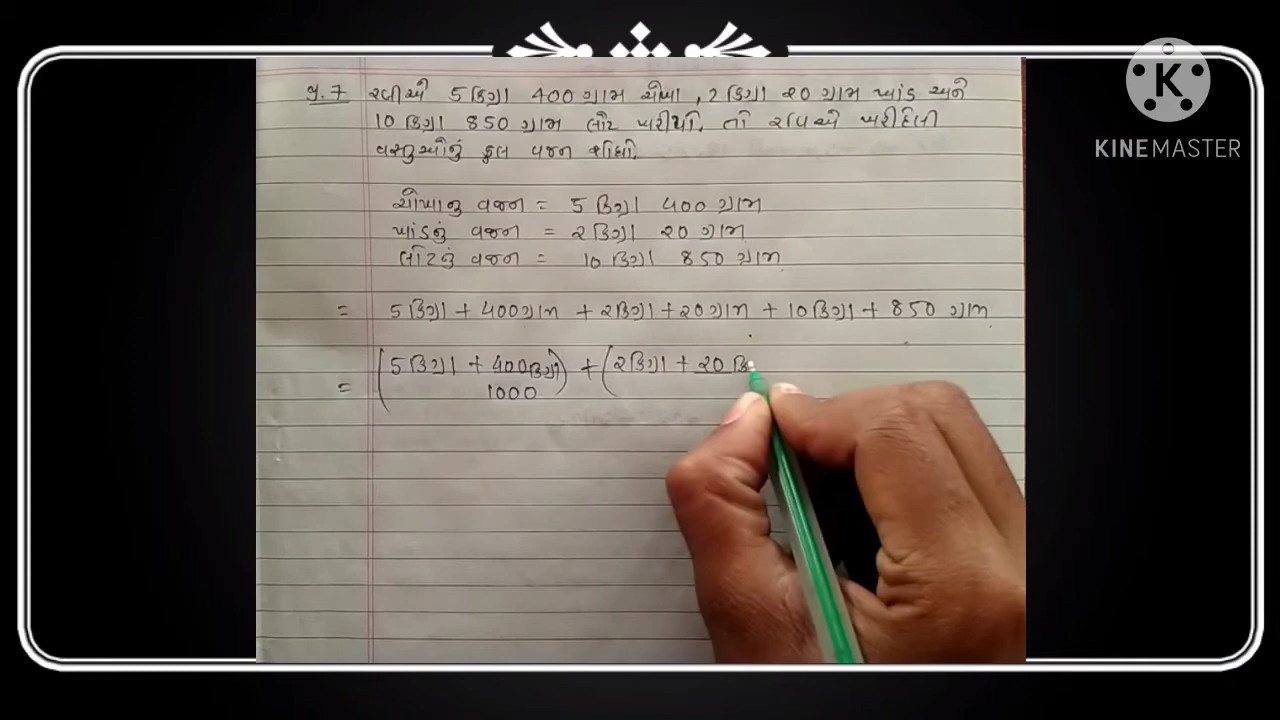 પ્ર.7 રવીએ 5 કિગ્રા 400 ગ્રામ ચોખા, 2 કિગ્રા 20 ગ્રામ ખાંડ અને
10 કિગ્રા 850 ગ્રામ લોટ ખરીદ્યો. તો રવિએ ખરીદેલી
વસ્તુઓનું કુલ વજન શોધો.
ચોખાનુ વજન = 5 કિગ્રા 400 ગ્રામ
ખાંડનું વજન = 2 કિગ્રા 20 ગ્રામ
લોટનું વજન = 10 કિગ્રા 850 ગ્રામ
= 5 કિગ્રા + 400 ગ્રામ + 2 કિગ્રા + 20 ગ્રામ + 10 કિગ્રા + 850 ગ્રામ
= (5 કિગ્રા + 400 કિગ્રા) + (2 કિગ્રા + 20 કિ
1000
K
KINEMASTER